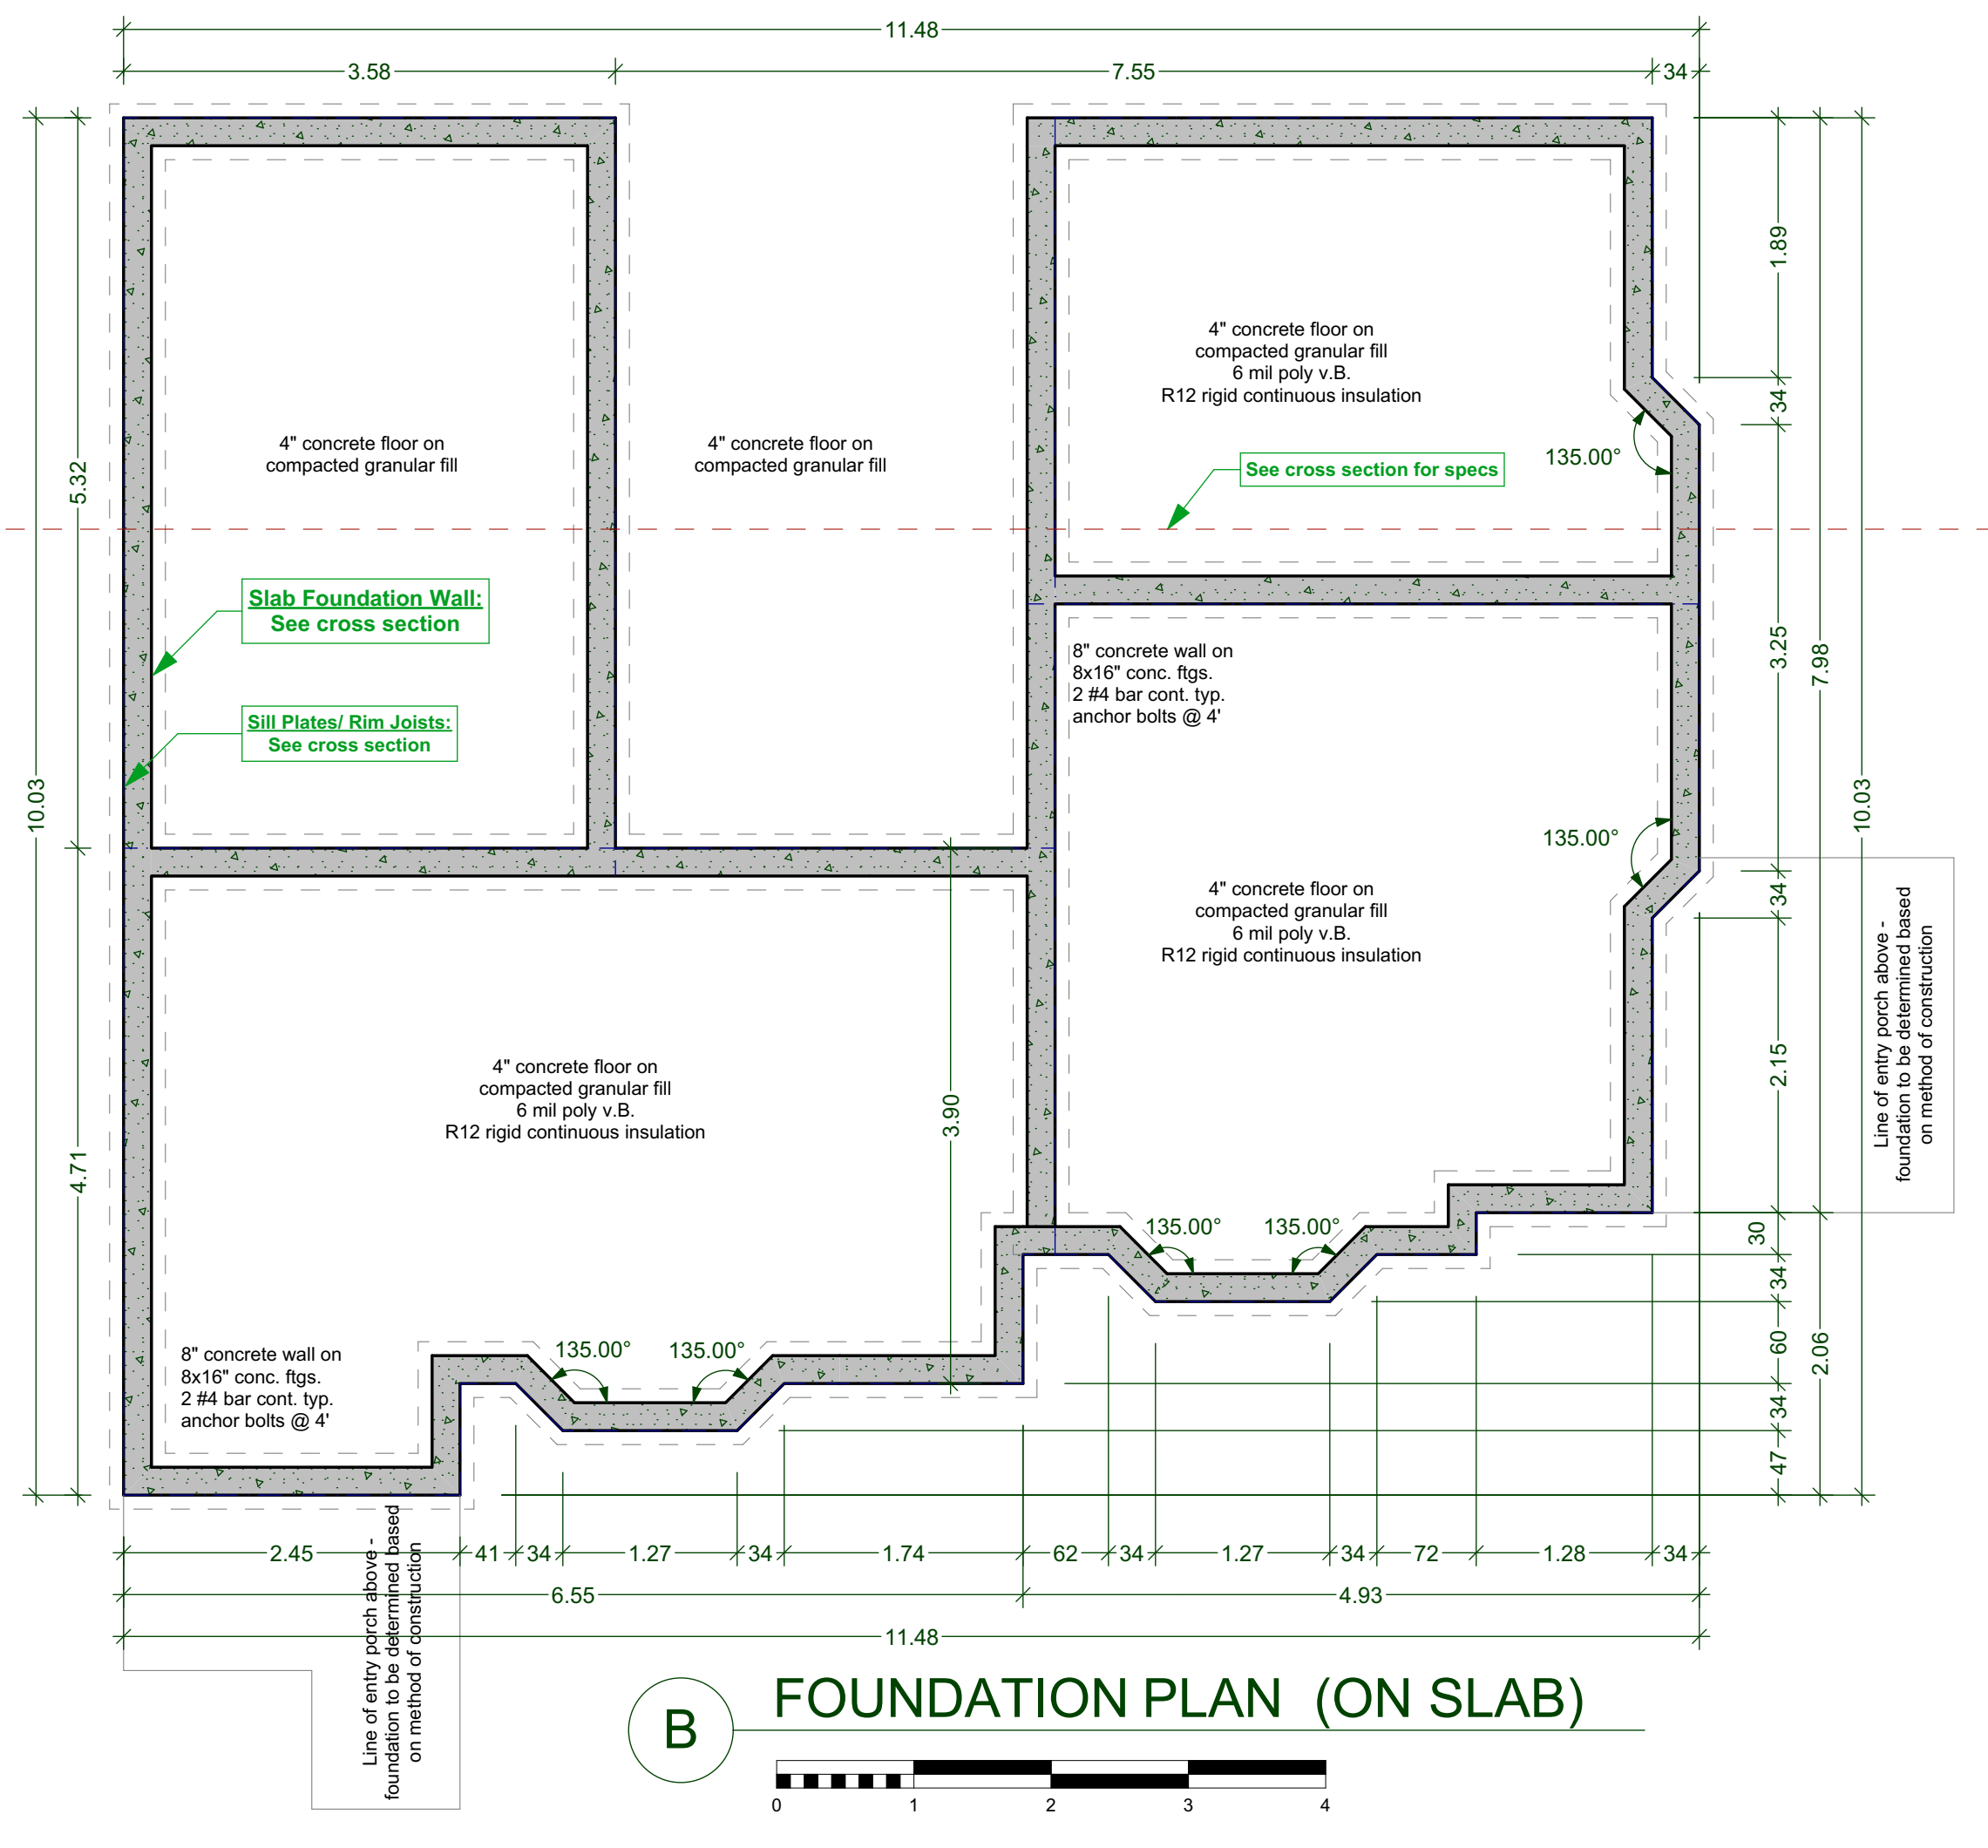 11.48
3.58
7.55
34
10.03
5.32
4.71
4" concrete floor on
compacted granular fill
4" concrete floor on
compacted granular fill
4" concrete floor on
compacted granular fill
6 mil poly v.B.
R12 rigid continuous insulation
135.00°
See cross section for specs
Slab Foundation Wall:
See cross section
Sill Plates/ Rim Joists:
See cross section
8" concrete wall on
8x16" conc. ftgs.
2 #4 bar cont. typ.
anchor bolts @ 4'
135.00°
4" concrete floor on
compacted granular fill
6 mil poly v.B.
R12 rigid continuous insulation
4" concrete floor on
compacted granular fill
6 mil poly v.B.
R12 rigid continuous insulation
3.90
135.00°
135.00°
135.00°
135.00°
8" concrete wall on
8x16" conc. ftgs.
2 #4 bar cont. typ.
anchor bolts @ 4'
1.89
34
3.25
34
2.15
30
34
60
34
47
7.98
2.06
10.03
Line of entry porch above -
foundation to be determined based
on method of construction
2.45
41
34
1.27
34
1.74
62
34
1.27
34
72
1.28
34
6.55
4.93
11.48
Line of entry porch above -
foundation to be determined based
on method of construction
B
FOUNDATION PLAN (ON SLAB)
0
1
2
3
4